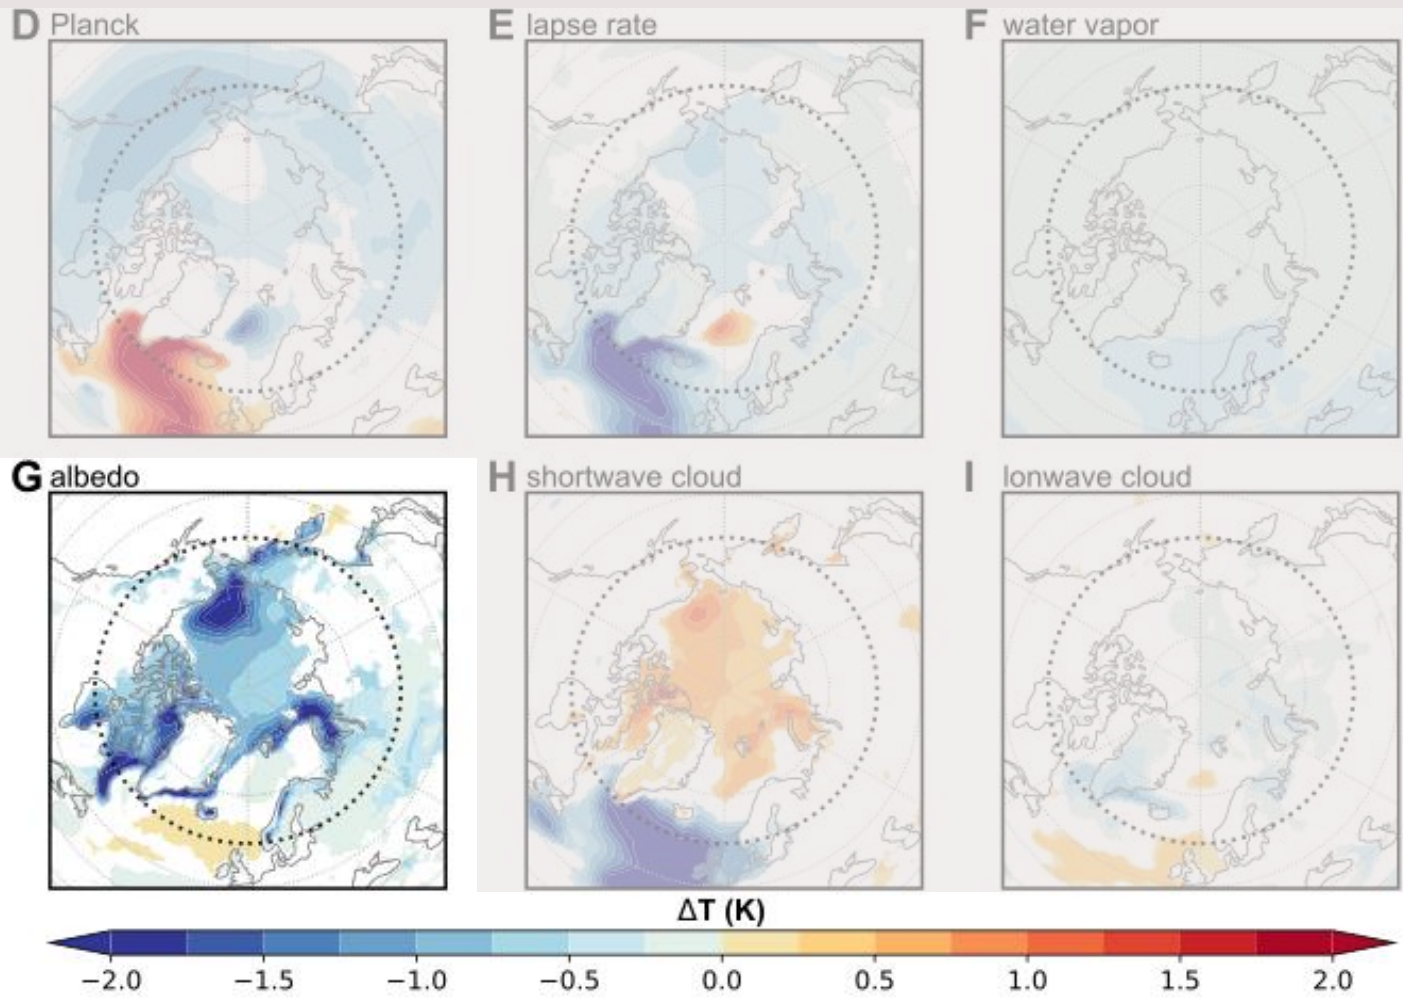 D Planck
E lapse rate
F water vapor
G albedo
H shortwave cloud
I lonwave cloud
ΔT (K)
−2.0 −1.5 −1.0 −0.5 0.0 0.5 1.0 1.5 2.0